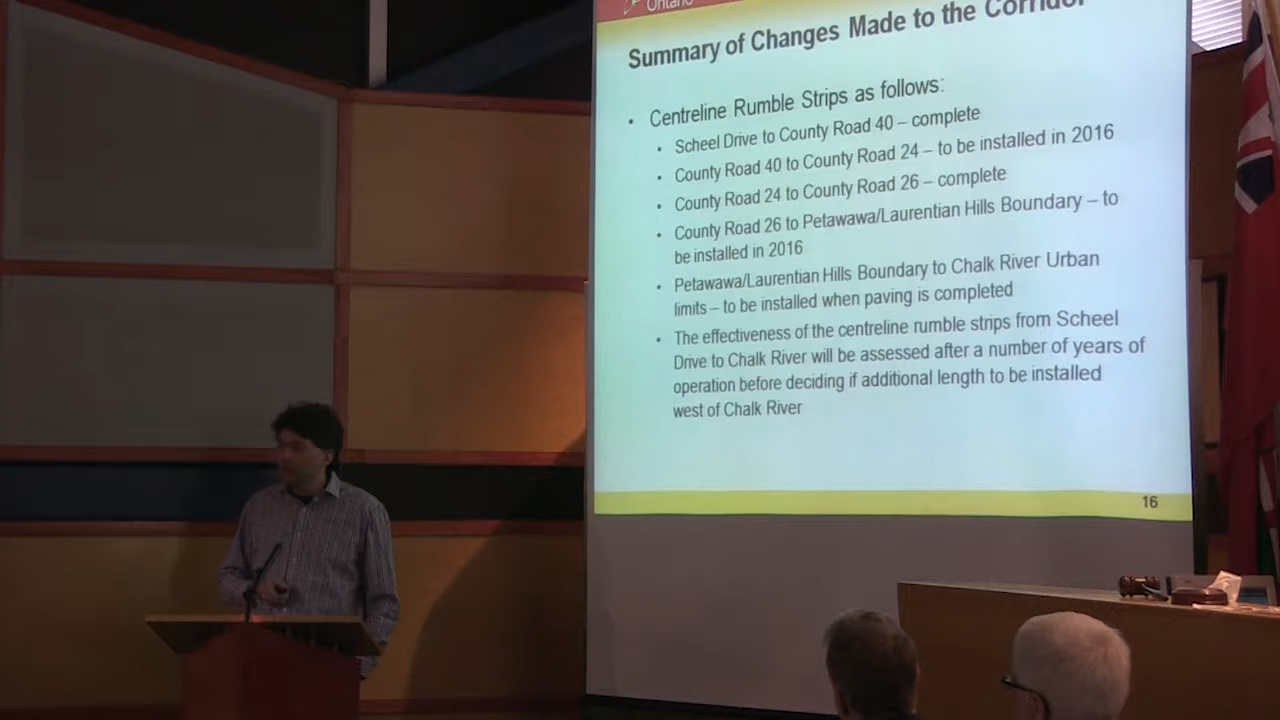 Ontario
Summary of Changes Made to the Corridor
• Centreline Rumble Strips as follows:
• Scheel Drive to County Road 40 – complete
• County Road 40 to County Road 24 – to be installed in 2016
• County Road 24 to County Road 26 – complete
• County Road 26 to Petawawa/Laurentian Hills Boundary – to
be installed in 2016
• Petawawa/Laurentian Hills Boundary to Chalk River Urban
limits – to be installed when paving is completed
• The effectiveness of the centreline rumble strips from Scheel
Drive to Chalk River will be assessed after a number of years of
operation before deciding if additional length to be installed
west of Chalk River
16